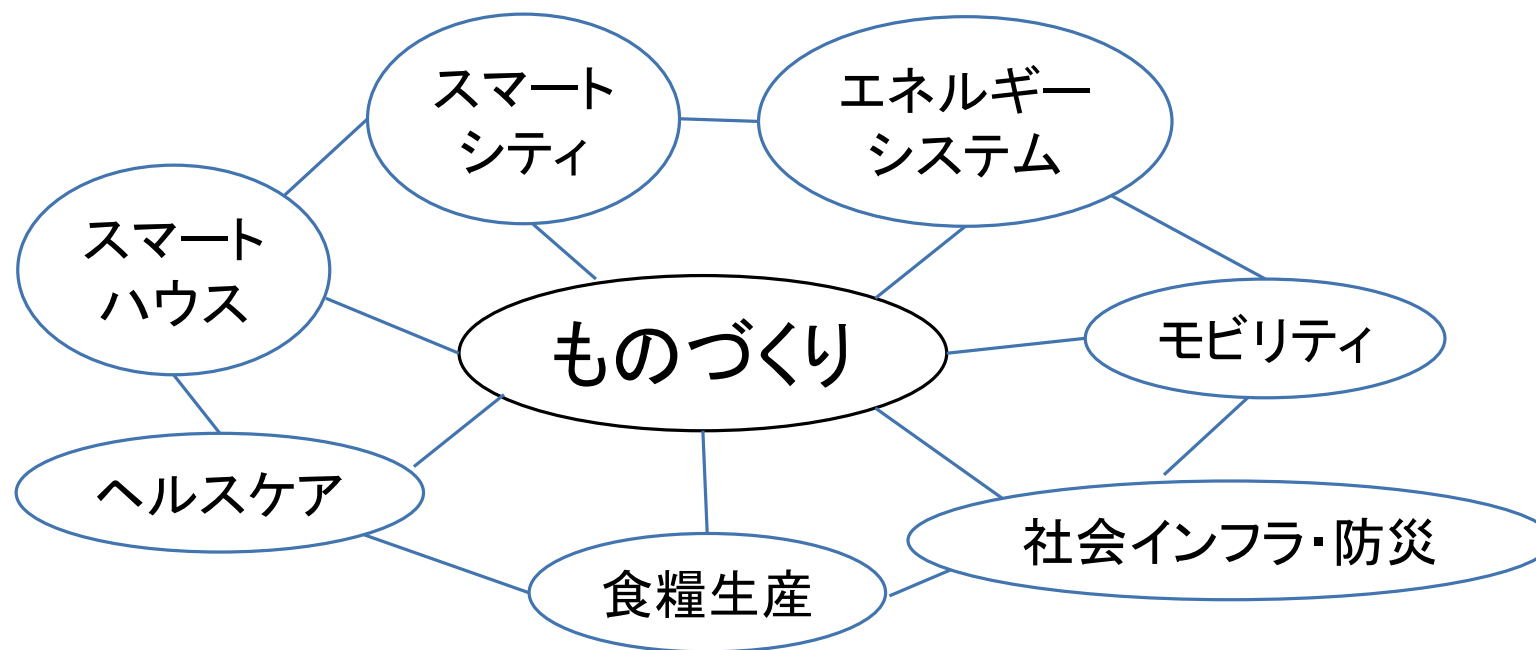 スマート
シティ
エネルギー
システム
スマート
ハウス
ものづくり
モビリティ
ヘルスケア
社会インフラ・防災
食糧生産